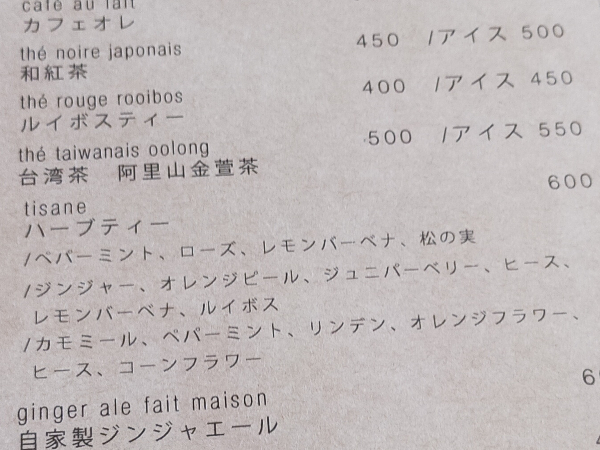 café au lait
カフェオレ
thé noire japonais 450 /アイス 500
和紅茶
thé rouge rooibos 400 /アイス 450
ルイボスティー
thé taiwanais oolong 500 /アイス 550
台湾茶 阿里山金萱茶
tisane 600
ハーブティー
/ペパーミント、ローズ、レモンバーベナ、松の実
/ジンジャー、オレンジピール、ジュニパーベリー、ヒース、
レモンバーベナ、ルイボス
/カモミール、ペパーミント、リンデン、オレンジフラワー、
ヒース、コーンフラワー
ginger ale fait maison
自家製ジンジャエール